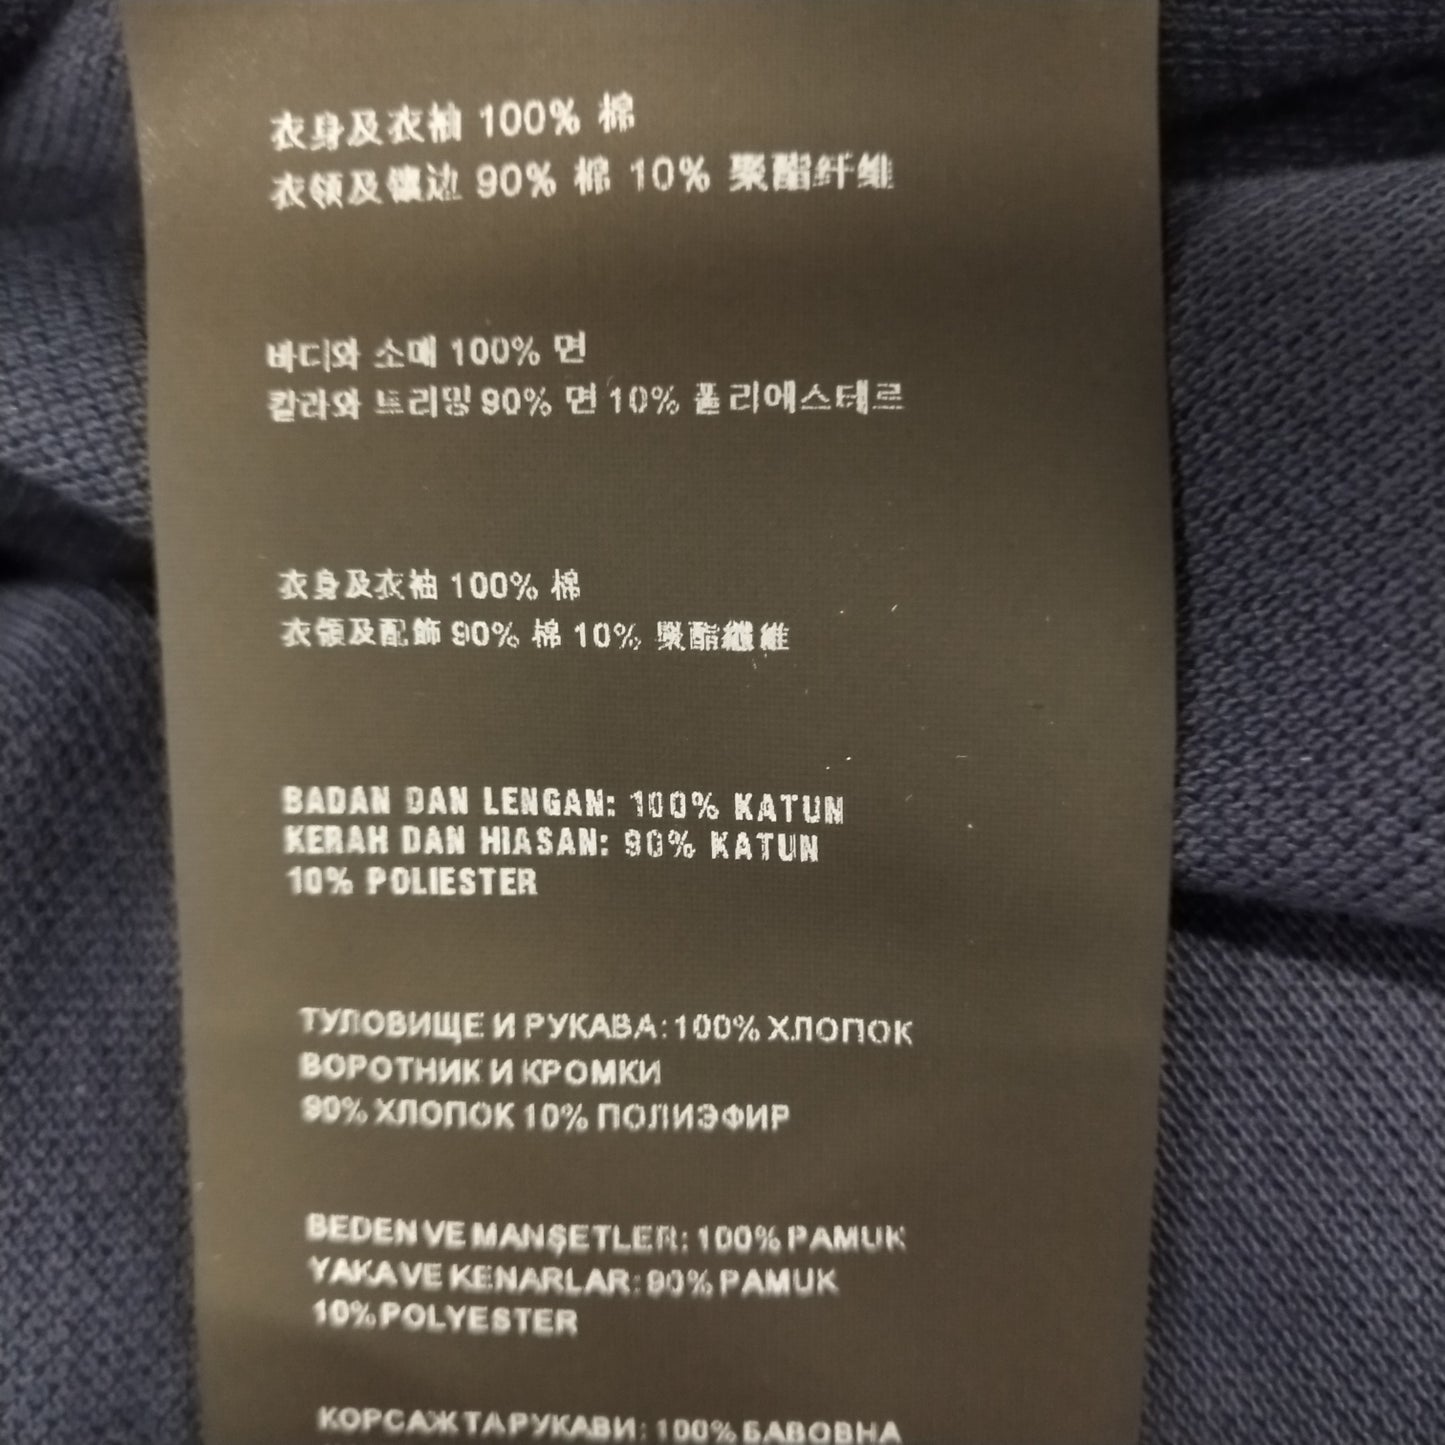 衣身及衣袖 100% 棉
衣领及镶边 90% 棉 10% 聚酯纤维
바디와 소매 100% 면
칼라와 트리밍 90% 면 10% 폴리에스테르
衣身及衣袖 100% 棉
衣領及配飾 90% 棉 10% 聚酯纖維
BADAN DAN LENGAN: 100% KATUN
KERAH DAN HIASAN: 90% KATUN
10% POLIESTER
ТУЛОВИЩЕ И РУКАВА: 100% ХЛОПОК
ВОРОТНИК И КРОМКИ
90% ХЛОПОК 10% ПОЛИЭФИР
BEDEN VE MANŞETLER: 100% PAMUK
YAKA VE KENARLAR: 90% PAMUK
10% POLYESTER
КОРСАЖ ТА РУКАВИ: 100% БАВОВНА